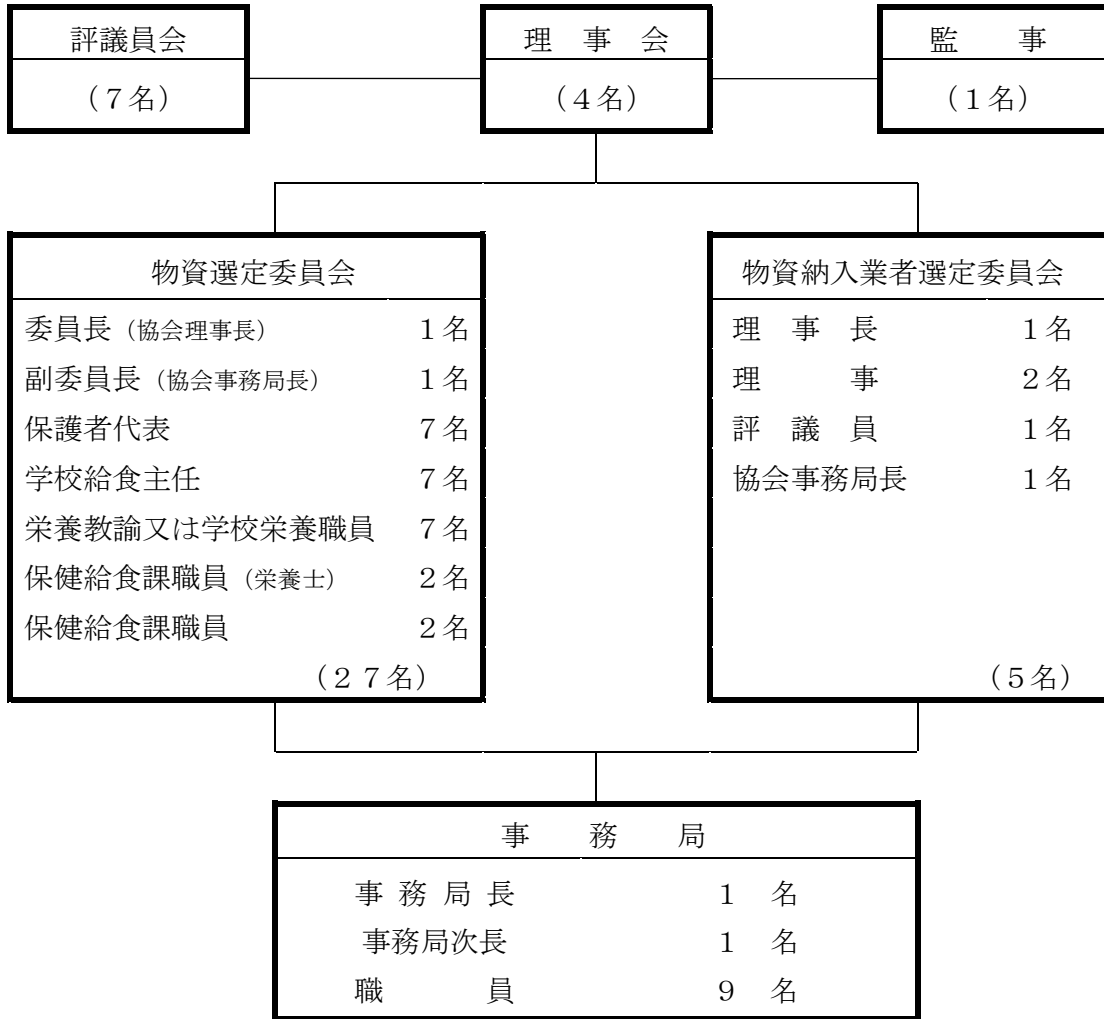 評議員会
（7名）
理　事　会
（4名）
監　　事
（1名）
物資選定委員会
委員長（協会理事長）　1名
副委員長（協会事務局長）　1名
保護者代表　7名
学校給食主任　7名
栄養教諭又は学校栄養職員　7名
保健給食課職員（栄養士）　2名
保健給食課職員　2名
（２７名）
物資納入業者選定委員会
理　事　長　1名
理　　　事　2名
評　議　員　1名
協会事務局長　1名
（5名）
事　　務　　局
事 務 局 長　1　名
事務局次長　1　名
職　　　　員　9　名